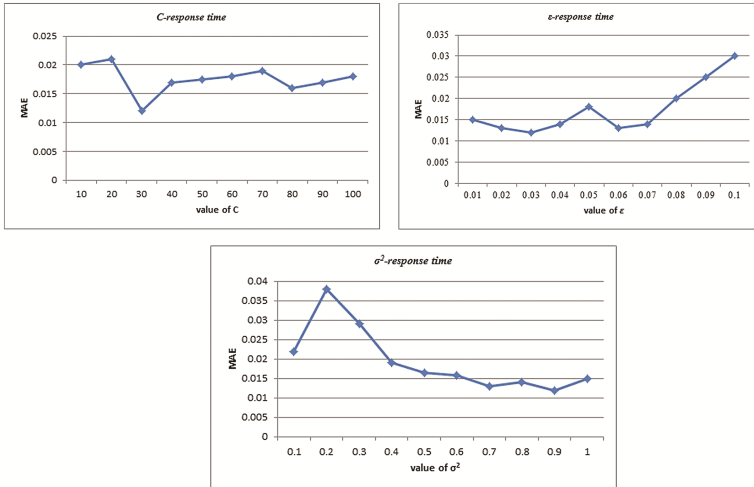 C-response time
0.025
0.02
0.015
0.01
0.005
0
MAE
10 20 30 40 50 60 70 80 90 100
value of C
ε-response time
0.035
0.03
0.025
0.02
0.015
0.01
0.005
0
MAE
0.01 0.02 0.03 0.04 0.05 0.06 0.07 0.08 0.09 0.1
value of ε
σ²-response time
0.04
0.035
0.03
0.025
0.02
0.015
0.01
0.005
0
MAE
0.1 0.2 0.3 0.4 0.5 0.6 0.7 0.8 0.9 1
value of σ²